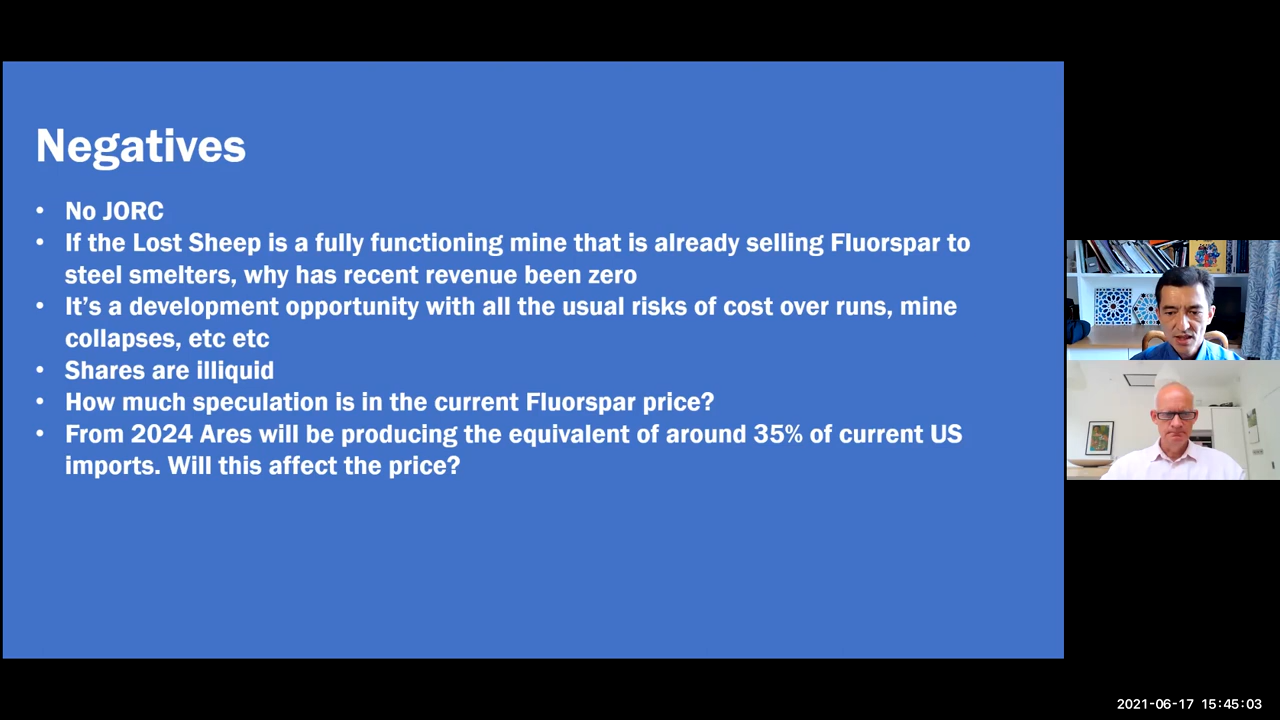 Negatives
• No JORC
• If the Lost Sheep is a fully functioning mine that is already selling Fluorspar to
steel smelters, why has recent revenue been zero
• It’s a development opportunity with all the usual risks of cost over runs, mine
collapses, etc etc
• Shares are illiquid
• How much speculation is in the current Fluorspar price?
• From 2024 Ares will be producing the equivalent of around 35% of current US
imports. Will this affect the price?
2021-06-17 15:45:03